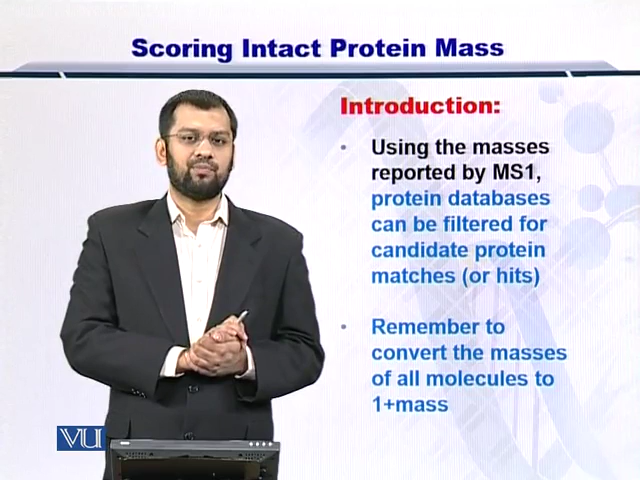 Scoring Intact Protein Mass
Introduction:
• Using the masses
reported by MS1,
protein databases
can be filtered for
candidate protein
matches (or hits)
• Remember to
convert the masses
of all molecules to
1+mass
VU